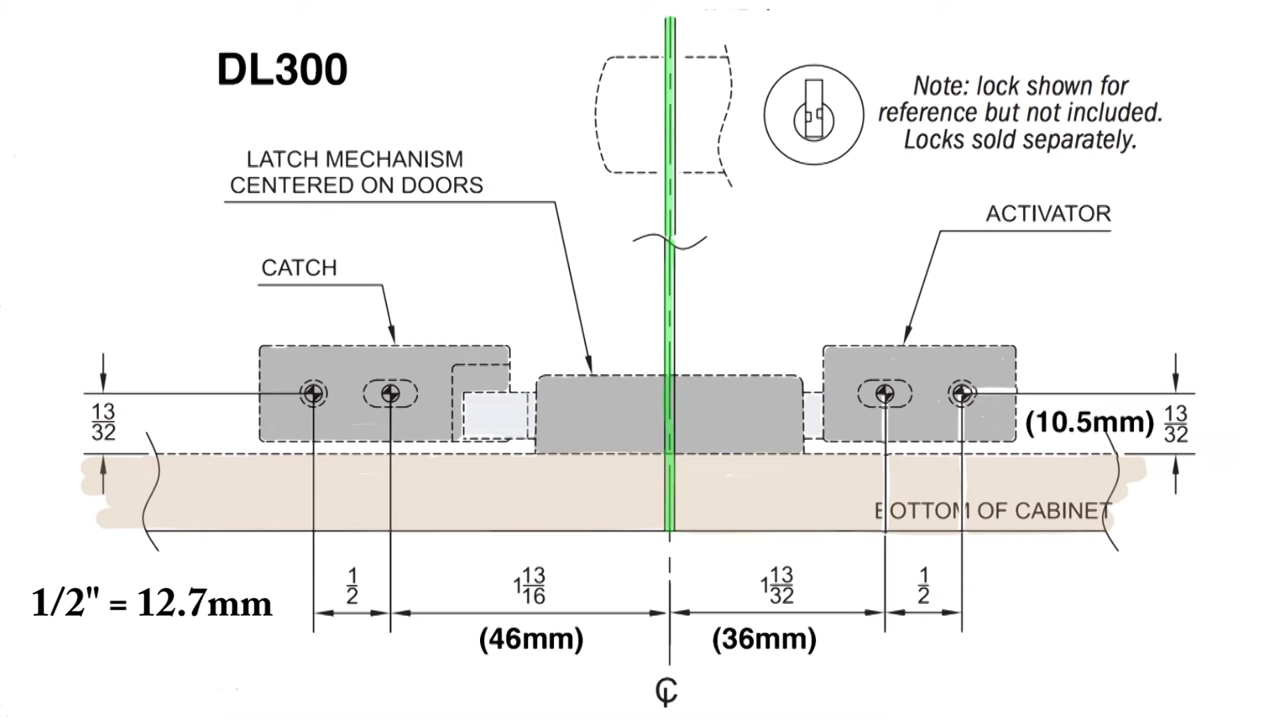 DL300
Note: lock shown for
reference but not included.
Locks sold separately.
LATCH MECHANISM
CENTERED ON DOORS
ACTIVATOR
CATCH
13/32
(10.5mm) 13/32
BOTTOM OF CABINET
1/2" = 12.7mm
1/2
1 13/16
1 13/32
1/2
(46mm)
(36mm)
℄